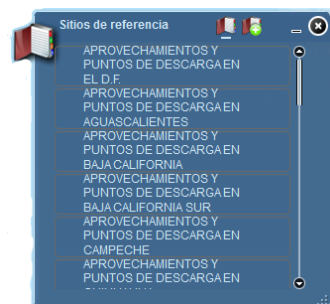 Sitios de referencia
APROVECHAMIENTOS Y
PUNTOS DE DESCARGA EN
EL D.F.
APROVECHAMIENTOS Y
PUNTOS DE DESCARGA EN
AGUASCALIENTES
APROVECHAMIENTOS Y
PUNTOS DE DESCARGA EN
BAJA CALIFORNIA
APROVECHAMIENTOS Y
PUNTOS DE DESCARGA EN
BAJA CALIFORNIA SUR
APROVECHAMIENTOS Y
PUNTOS DE DESCARGA EN
CAMPECHE
APROVECHAMIENTOS Y
PUNTOS DE DESCARGA EN